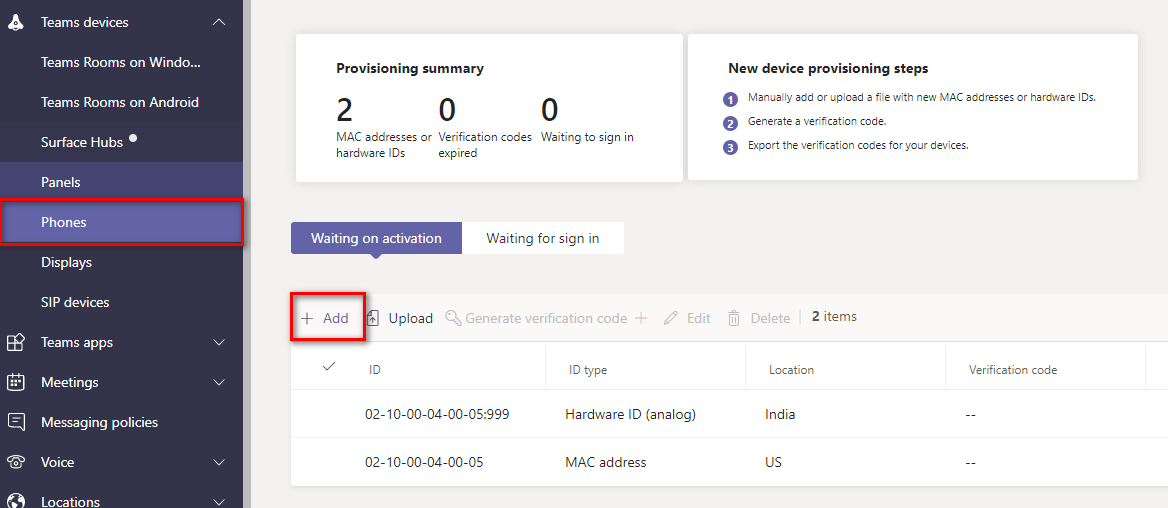 Teams devices
Teams Rooms on Windo...
Teams Rooms on Android
Surface Hubs
Panels
Phones
Displays
SIP devices
Teams apps
Meetings
Messaging policies
Voice
Locations
Provisioning summary
2
MAC addresses or
hardware IDs
0
Verification codes
expired
0
Waiting to sign in
New device provisioning steps
1 Manually add or upload a file with new MAC addresses or hardware IDs.
2 Generate a verification code.
3 Export the verification codes for your devices.
Waiting on activation Waiting for sign in
+ Add Upload Generate verification code + Edit Delete | 2 items
ID ID type Location Verification code
02-10-00-04-00-05:999 Hardware ID (analog) India --
02-10-00-04-00-05 MAC address US --